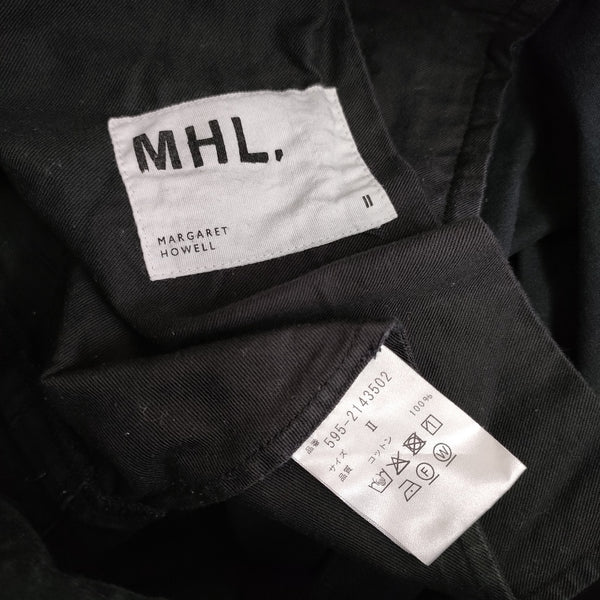 MHL.
II
MARGARET
HOWELL
品番 595-2143502
サイズ II
品質 コットン 100%
F W